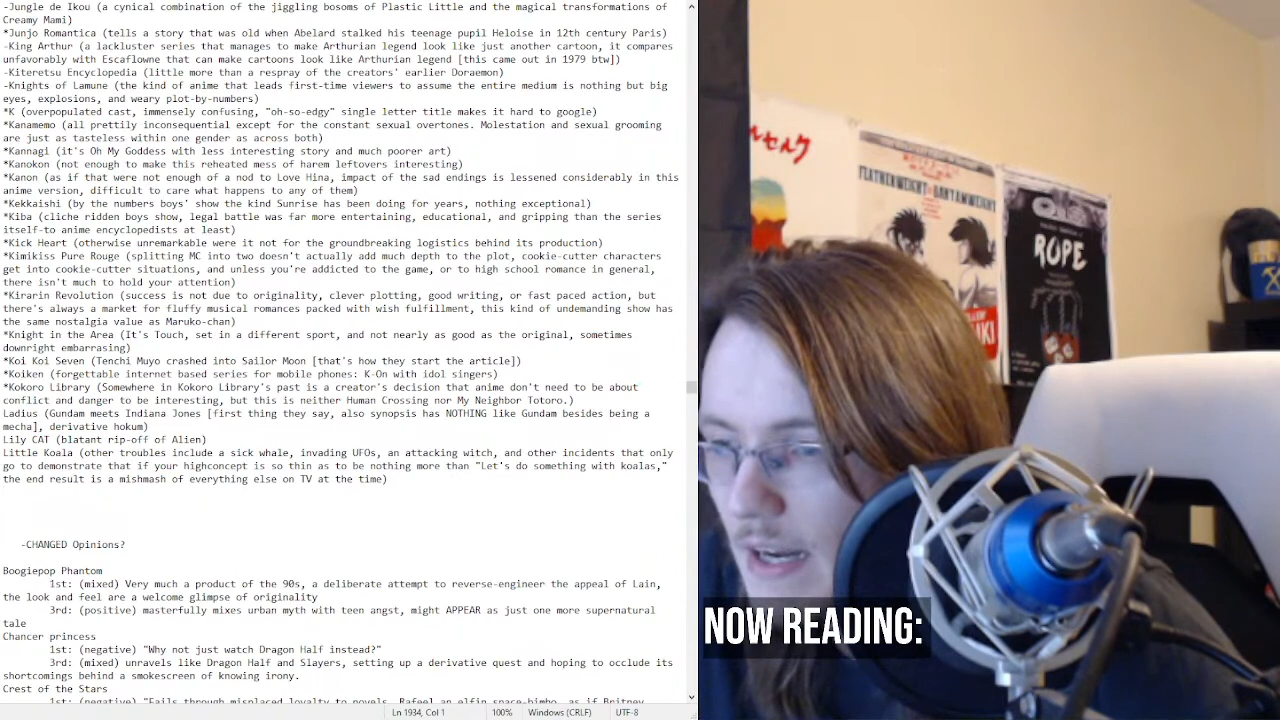 -Jungle de Ikou (a cynical combination of the jiggling bosoms of Plastic Little and the magical transformations of
Creamy Mami)
*Junjo Romantica (tells a story that was old when Abelard stalked his teenage pupil Heloise in 12th century Paris)
-King Arthur (a lackluster series that manages to make Arthurian legend look like just another cartoon, it compares
unfavorably with Escaflowne that can make cartoons look like Arthurian legend [this came out in 1979 btw])
-Kiteretsu Encyclopedia (little more than a respray of the creators' earlier Doraemon)
-Knights of Lamune (the kind of anime that leads first-time viewers to assume the entire medium is nothing but big
eyes, explosions, and weary plot-by-numbers)
*K (overpopulated cast, immensely confusing, "oh-so-edgy" single letter title makes it hard to google)
*Kanamemo (all prettily inconsequential except for the constant sexual overtones. Molestation and sexual grooming
are just as tasteless within one gender as across both)
*Kannagi (it's Oh My Goddess with less interesting story and much poorer art)
*Kanokon (not enough to make this reheated mess of harem leftovers interesting)
*Kanon (as if that were not enough of a nod to Love Hina, impact of the sad endings is lessened considerably in this
anime version, difficult to care what happens to any of them)
*Kekkaishi (by the numbers boys' show the kind Sunrise has been doing for years, nothing exceptional)
*Kiba (cliche ridden boys show, legal battle was far more entertaining, educational, and gripping than the series
itself-to anime encyclopedists at least)
*Kick Heart (otherwise unremarkable were it not for the groundbreaking logistics behind its production)
*Kimikiss Pure Rouge (splitting MC into two doesn't actually add much depth to the plot, cookie-cutter characters
get into cookie-cutter situations, and unless you're addicted to the game, or to high school romance in general,
there isn't much to hold your attention)
*Kirarin Revolution (success is not due to originality, clever plotting, good writing, or fast paced action, but
there's always a market for fluffy musical romances packed with wish fulfillment, this kind of undemanding show has
the same nostalgia value as Maruko-chan)
*Knight in the Area (It's Touch, set in a different sport, and not nearly as good as the original, sometimes
downright embarrassing)
*Koi Koi Seven (Tenchi Muyo crashed into Sailor Moon [that's how they start the article])
*Koiken (forgettable internet based series for mobile phones: K-On with idol singers)
*Kokoro Library (Somewhere in Kokoro Library's past is a creator's decision that anime don't need to be about
conflict and danger to be interesting, but this is neither Human Crossing nor My Neighbor Totoro.)
Ladius (Gundam meets Indiana Jones [first thing they say, also synopsis has NOTHING like Gundam besides being a
mecha], derivative hokum)
Lily CAT (blatant rip-off of Alien)
Little Koala (other troubles include a sick whale, invading UFOs, an attacking witch, and other incidents that only
go to demonstrate that if your highconcept is so thin as to be nothing more than "Let's do something with koalas,"
the end result is a mishmash of everything else on TV at the time)
-CHANGED Opinions?
Boogiepop Phantom
1st: (mixed) Very much a product of the 90s, a deliberate attempt to reverse-engineer the appeal of Lain,
the look and feel are a welcome glimpse of originality
3rd: (positive) masterfully mixes urban myth with teen angst, might APPEAR as just one more supernatural
tale
Chancer princess
1st: (negative) "Why not just watch Dragon Half instead?"
3rd: (mixed) unravels like Dragon Half and Slayers, setting up a derivative quest and hoping to occlude its
shortcomings behind a smokescreen of knowing irony.
Crest of the Stars
1st: (negative) "Fails through misplaced loyalty to novels, Rafeel an elfin space-bimbo, as if Britney
Ln 1934, Col 1
100%
Windows (CRLF)
UTF-8
ルセルク
FEATHERWEIGHT BANTAMWEIGHT
ROPE
NOW READING: